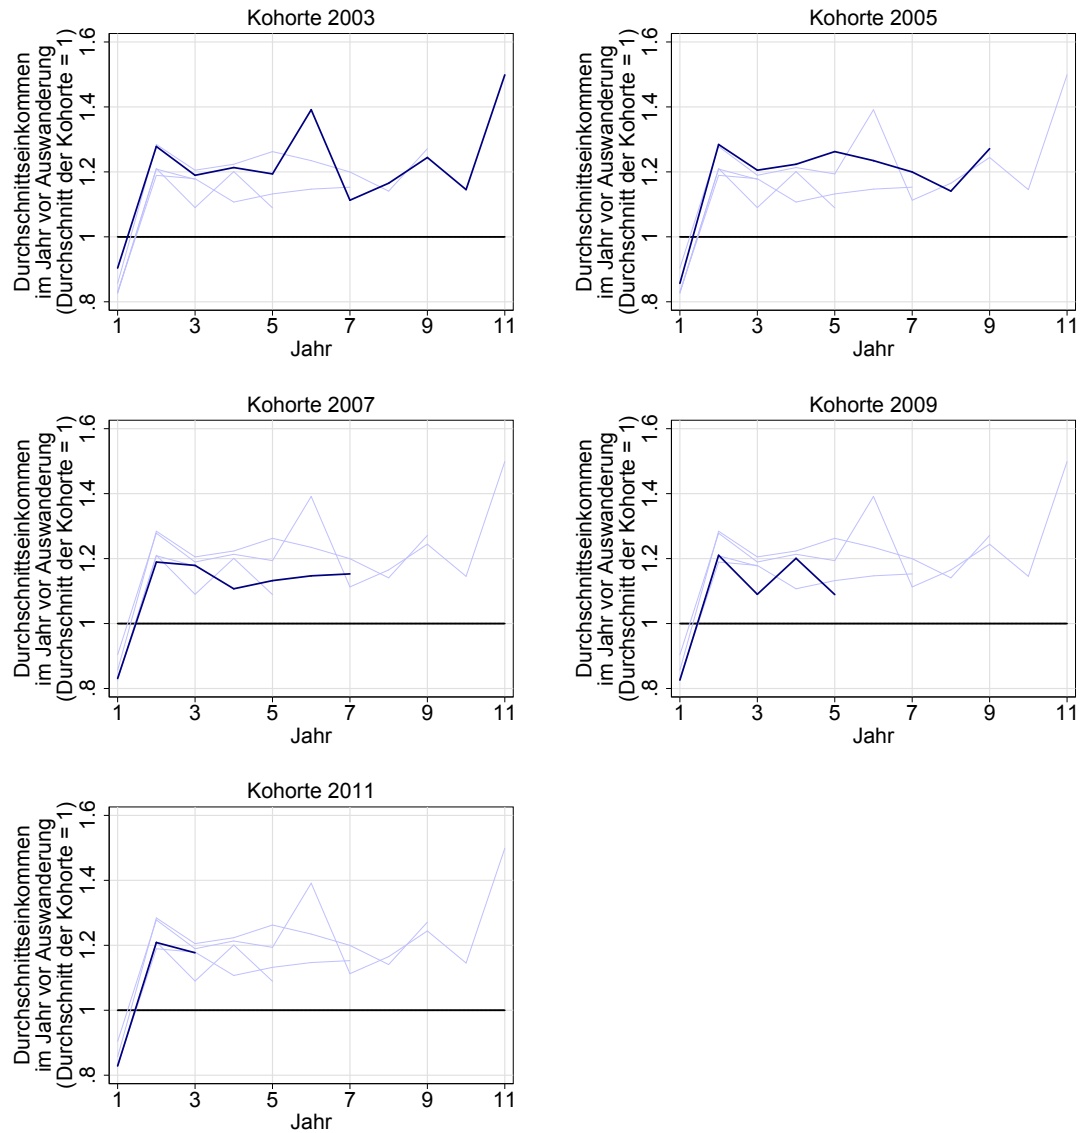 Kohorte 2003
Durchschnittseinkommen
im Jahr vor Auswanderung
(Durchschnitt der Kohorte = 1)
1.6
1.4
1.2
1
.8
1 3 5 7 9 11
Jahr
Kohorte 2005
Durchschnittseinkommen
im Jahr vor Auswanderung
(Durchschnitt der Kohorte = 1)
1.6
1.4
1.2
1
.8
1 3 5 7 9 11
Jahr
Kohorte 2007
Durchschnittseinkommen
im Jahr vor Auswanderung
(Durchschnitt der Kohorte = 1)
1.6
1.4
1.2
1
.8
1 3 5 7 9 11
Jahr
Kohorte 2009
Durchschnittseinkommen
im Jahr vor Auswanderung
(Durchschnitt der Kohorte = 1)
1.6
1.4
1.2
1
.8
1 3 5 7 9 11
Jahr
Kohorte 2011
Durchschnittseinkommen
im Jahr vor Auswanderung
(Durchschnitt der Kohorte = 1)
1.6
1.4
1.2
1
.8
1 3 5 7 9 11
Jahr